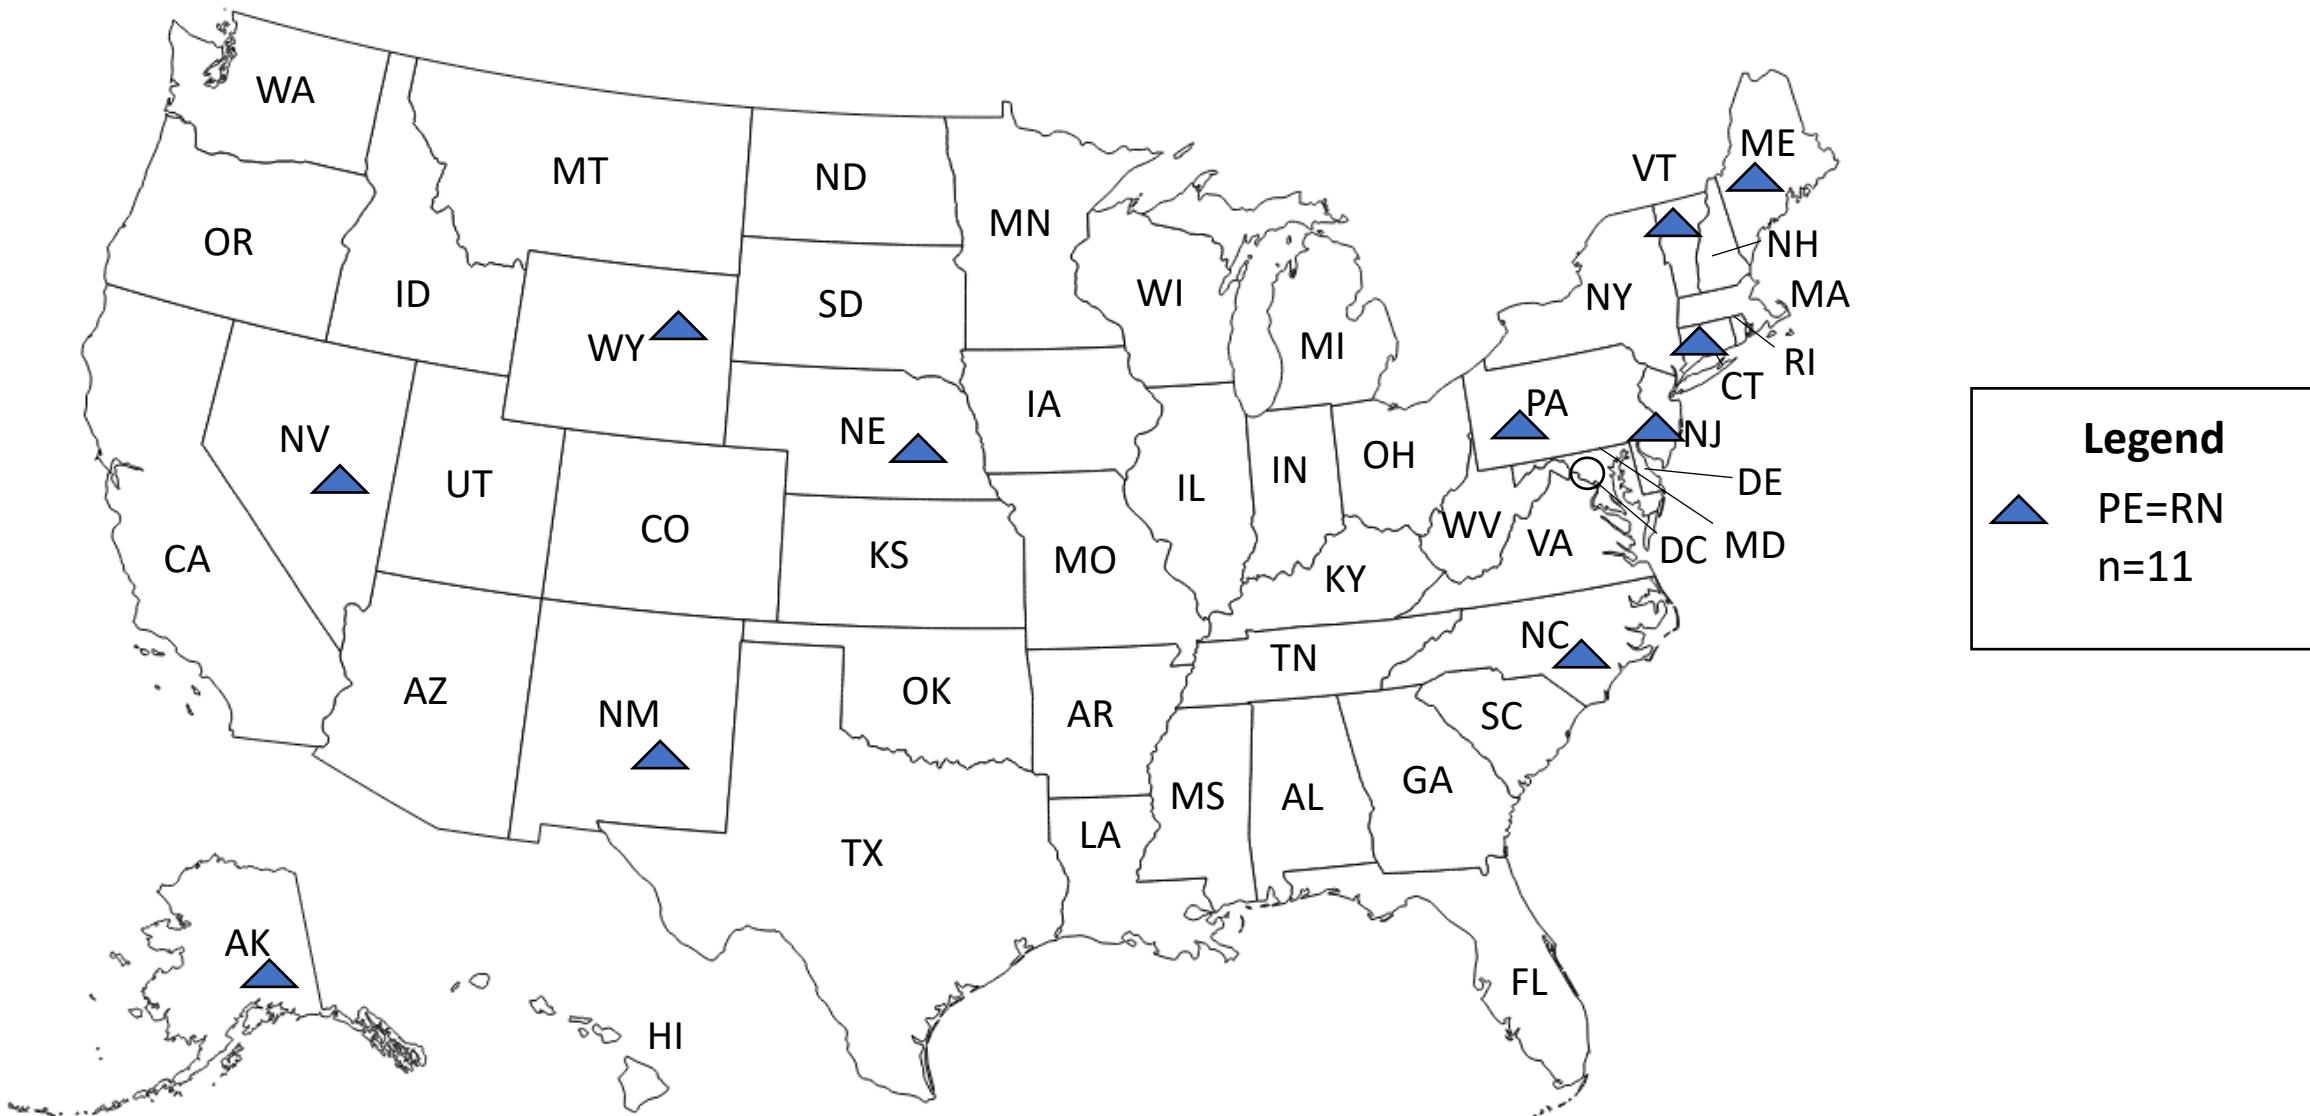 WA
MT
ND
MN
OR
ID
WY
SD
WI
MI
NY
VT
ME
NH
MA
RI
CT
NV
UT
CO
NE
IA
IL
IN
OH
PA
NJ
DE
MD
DC
CA
KS
MO
KY
WV
VA
AZ
NM
OK
AR
TN
NC
SC
TX
LA
MS
AL
GA
FL
AK
HI
Legend
PE=RN
n=11